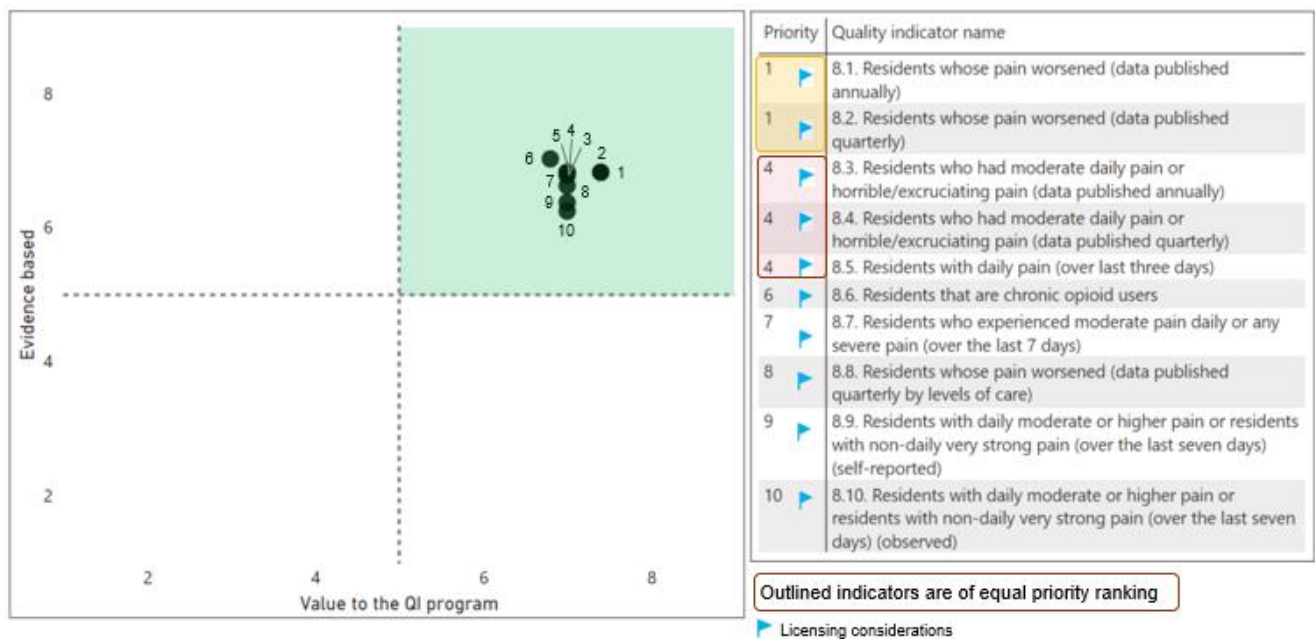 8
6
4
2
Evidence based
5 4 3
6 2
7 1
9 8
10
2 4 6 8
Value to the QI program
Priority Quality indicator name
1 8.1. Residents whose pain worsened (data published
annually)
1 8.2. Residents whose pain worsened (data published
quarterly)
4 8.3. Residents who had moderate daily pain or
horrible/excruciating pain (data published annually)
4 8.4. Residents who had moderate daily pain or
horrible/excruciating pain (data published quarterly)
4 8.5. Residents with daily pain (over last three days)
6 8.6. Residents that are chronic opioid users
7 8.7. Residents who experienced moderate pain daily or any
severe pain (over the last 7 days)
8 8.8. Residents whose pain worsened (data published
quarterly by levels of care)
9 8.9. Residents with daily moderate or higher pain or residents
with non-daily very strong pain (over the last seven days)
(self-reported)
10 8.10. Residents with daily moderate or higher pain or
residents with non-daily very strong pain (over the last seven
days) (observed)
Outlined indicators are of equal priority ranking
Licensing considerations